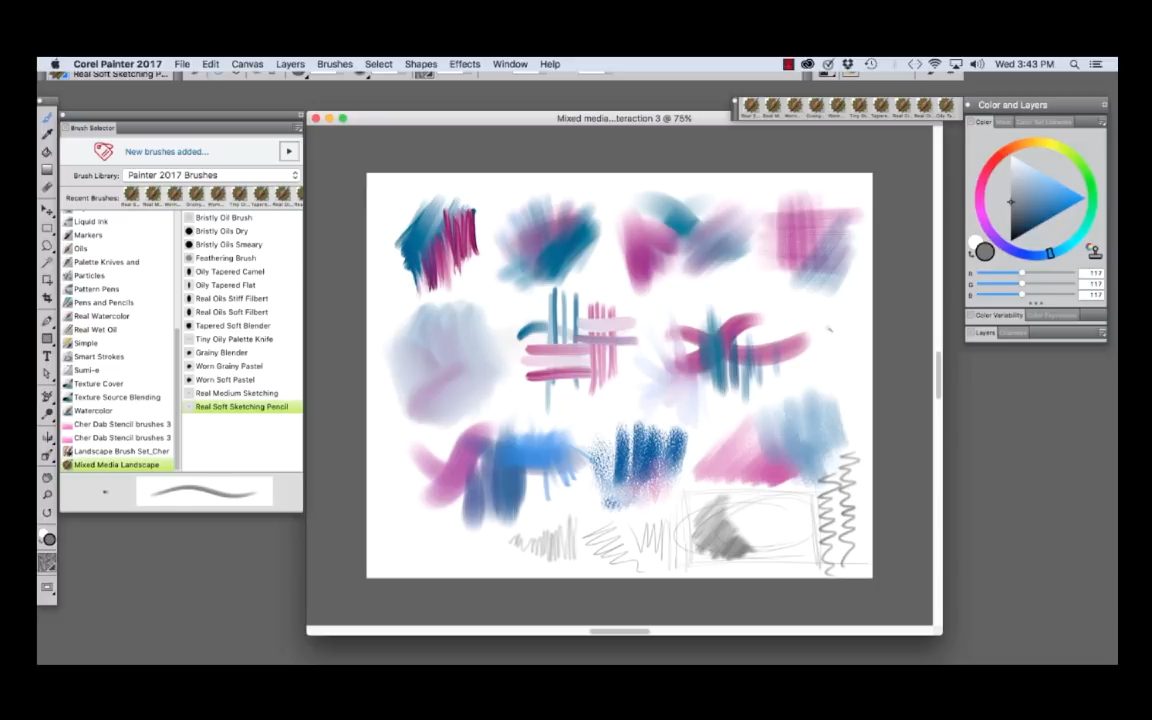 Corel Painter 2017 File Edit Canvas Layers Brushes Select Shapes Effects Window Help Wed 3:43 PM
Real Soft Sketching P...
Mixed media...teraction 3 @ 75%
Color and Layers
Brush Selector
Color
New brushes added...
Brush Library: Painter 2017 Brushes
Recent Brushes:
Liquid Ink
Markers
Oils
Palette Knives and
Particles
Pattern Pens
Pens and Pencils
Real Watercolor
Real Wet Oil
Simple
Smart Strokes
Sumi-e
Texture Cover
Texture Source Blending
Watercolor
Cher Dab Stencil brushes 3
Cher Dab Stencil brushes 3
Landscape Brush Set_Cher
Mixed Media Landscape
Bristly Oil Brush
Bristly Oils Dry
Bristly Oils Smeary
Feathering Brush
Oily Tapered Camel
Oily Tapered Flat
Real Oils Stiff Filbert
Real Oils Soft Filbert
Tapered Soft Blender
Tiny Oily Palette Knife
Grainy Blender
Worn Grainy Pastel
Worn Soft Pastel
Real Medium Sketching
Real Soft Sketching Pencil
R 117
G 117
B 117
Color Variability
Layers Channels